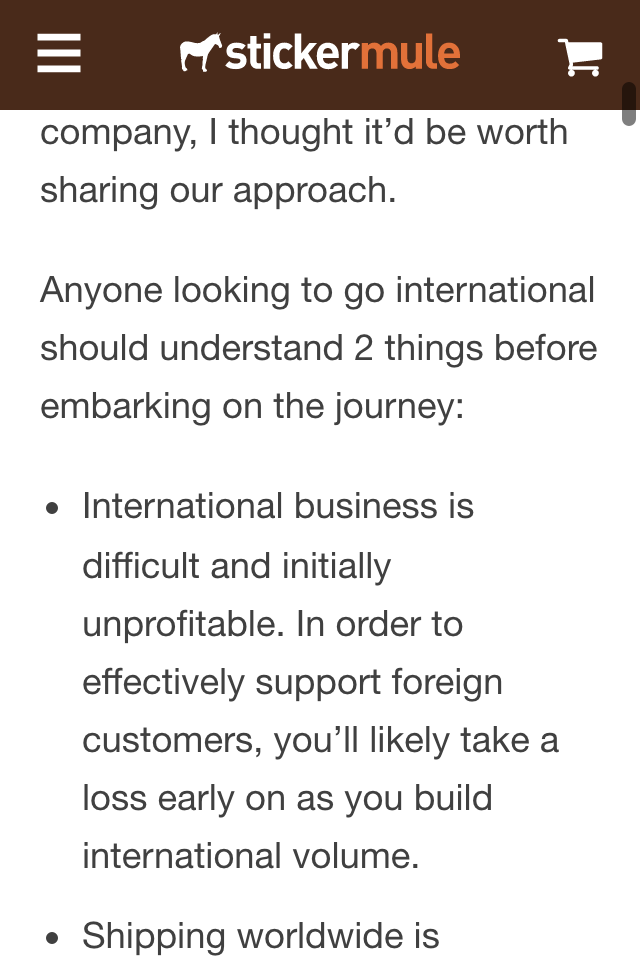 stickermule
company, I thought it’d be worth
sharing our approach.
Anyone looking to go international
should understand 2 things before
embarking on the journey:
• International business is
difficult and initially
unprofitable. In order to
effectively support foreign
customers, you’ll likely take a
loss early on as you build
international volume.
• Shipping worldwide is